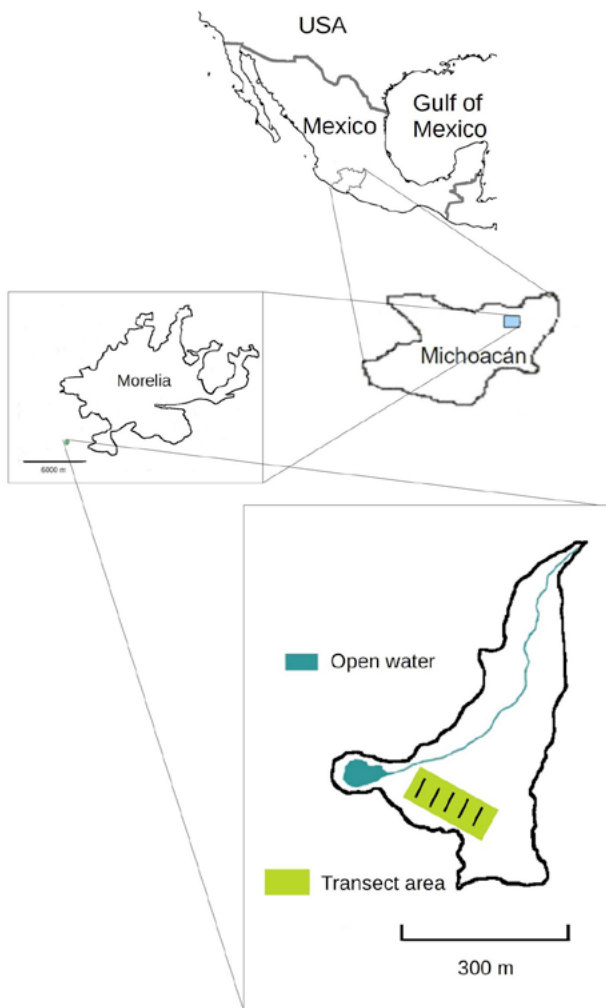 USA
Gulf of
Mexico
Mexico
Michoacán
Morelia
6000 m
Open water
Transect area
300 m